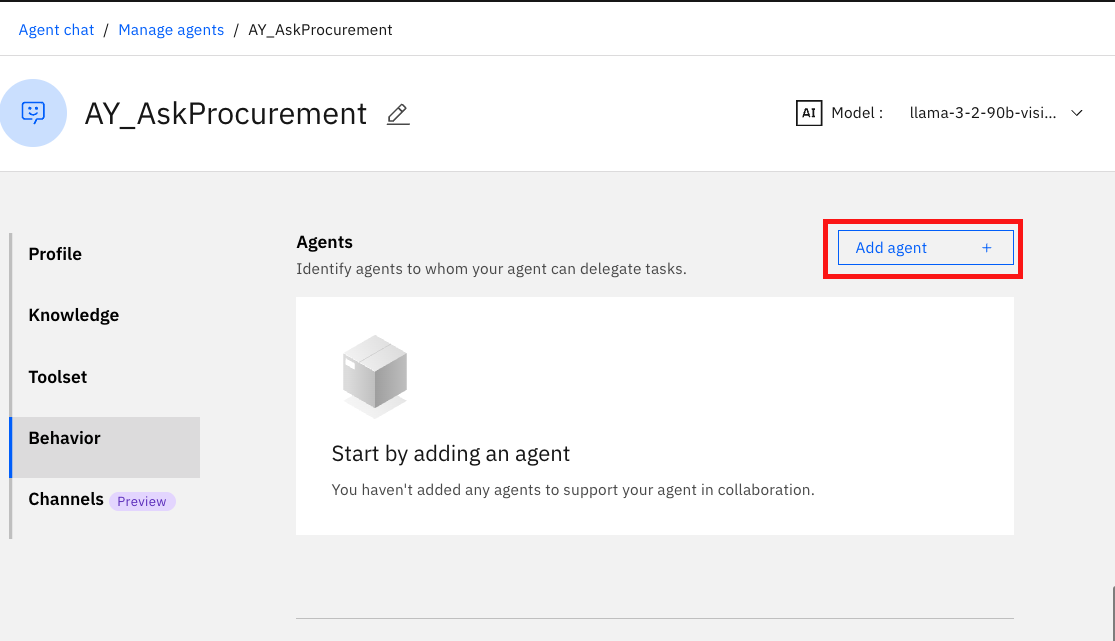 Agent chat / Manage agents / AY_AskProcurement
AY_AskProcurement
AI Model : llama-3-2-90b-visi...
Profile
Knowledge
Toolset
Behavior
Channels Preview
Agents
Identify agents to whom your agent can delegate tasks.
Add agent +
Start by adding an agent
You haven't added any agents to support your agent in collaboration.